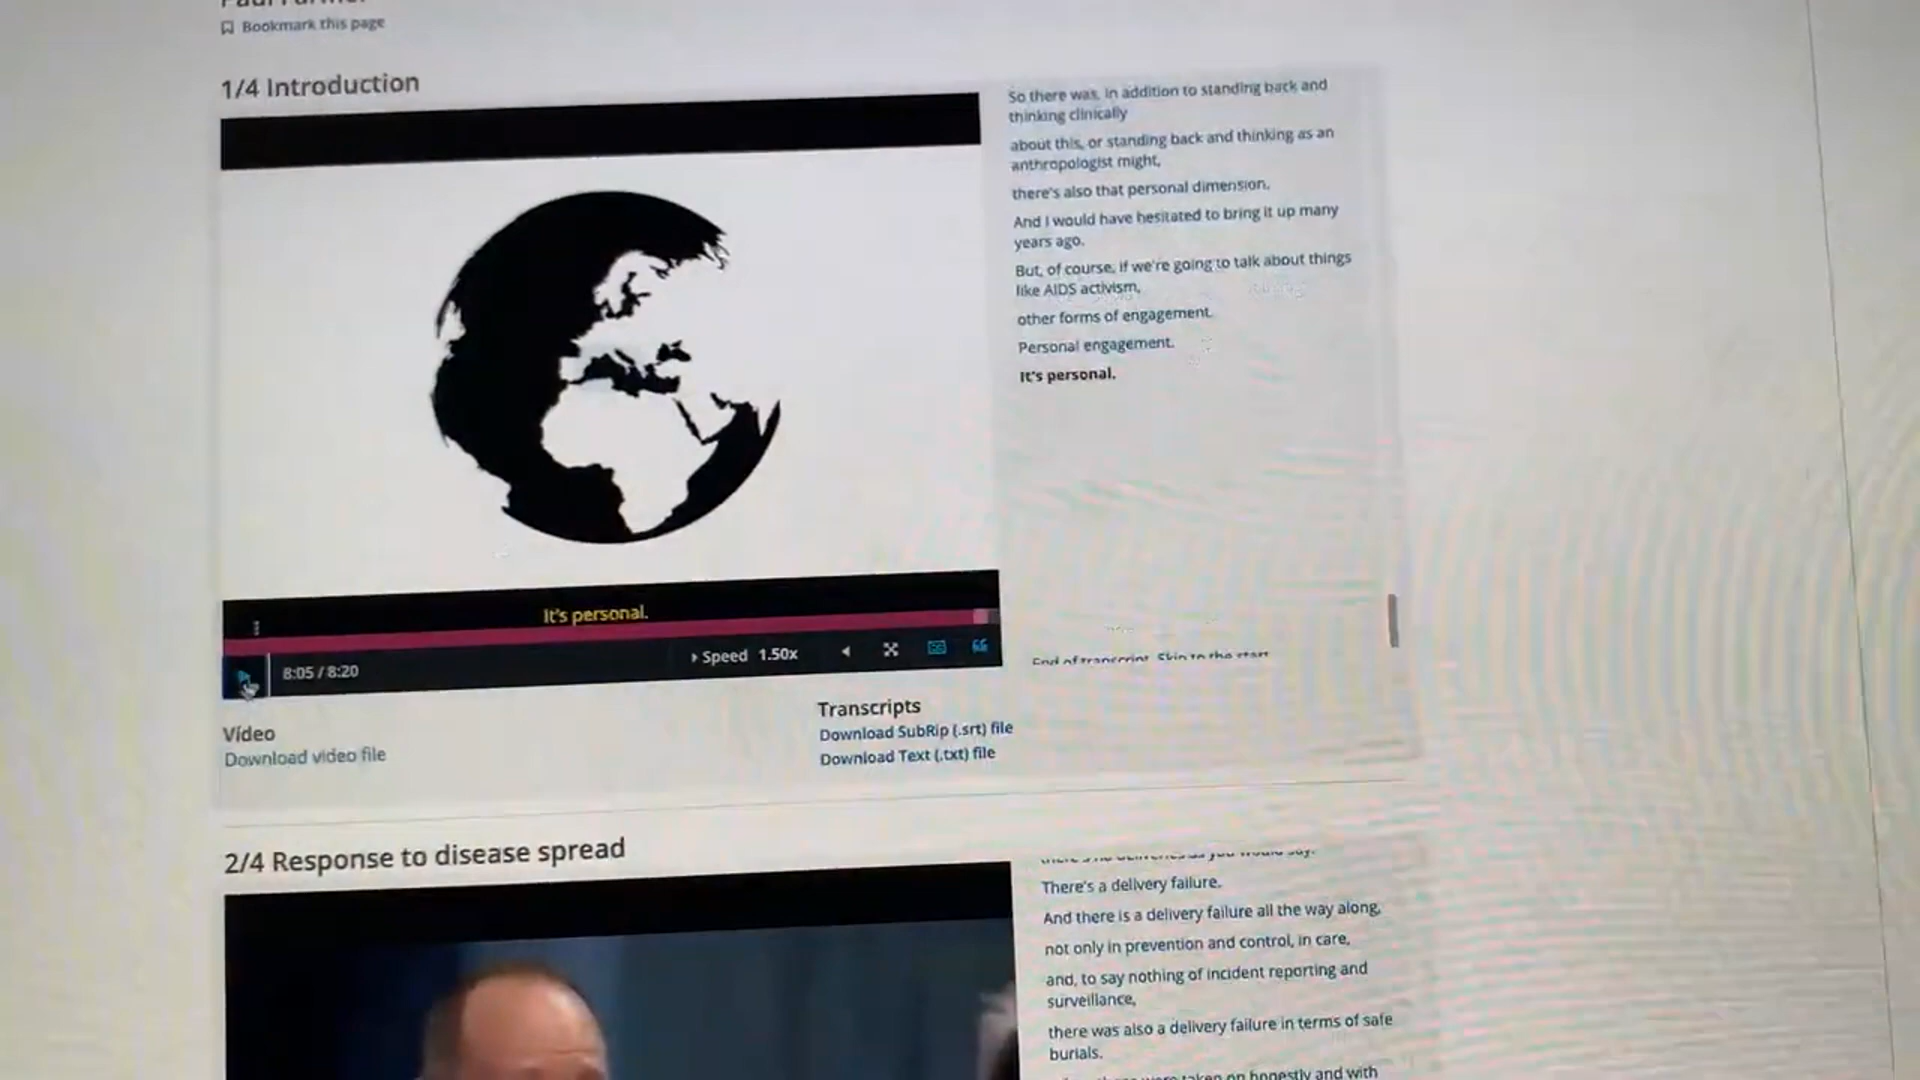 Bookmark this page
1/4 Introduction
So there was, in addition to standing back and
thinking clinically
about this, or standing back and thinking as an
anthropologist might,
there's also that personal dimension.
And I would have hesitated to bring it up many
years ago.
But, of course, if we're going to talk about things
like AIDS activism,
other forms of engagement.
Personal engagement.
It's personal.
It's personal.
8:05 / 8:20
Speed 1.50x
End of transcript. Skip to the start.
Vídeo
Download video file
Transcripts
Download SubRip (.srt) file
Download Text (.txt) file
2/4 Response to disease spread
There's a delivery failure.
And there is a delivery failure all the way along,
not only in prevention and control, in care,
and, to say nothing of incident reporting and
surveillance,
there was also a delivery failure in terms of safe
burials.
taken on honestly and with